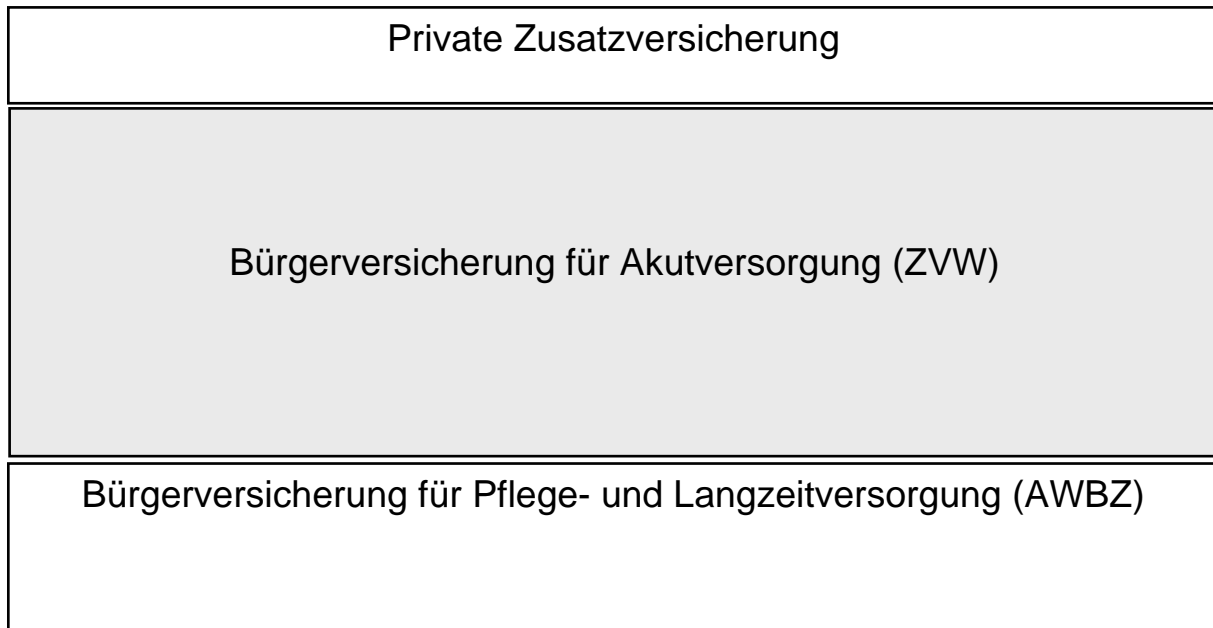 Private Zusatzversicherung
Bürgerversicherung für Akutversorgung (ZVW)
Bürgerversicherung für Pflege- und Langzeitversorgung (AWBZ)